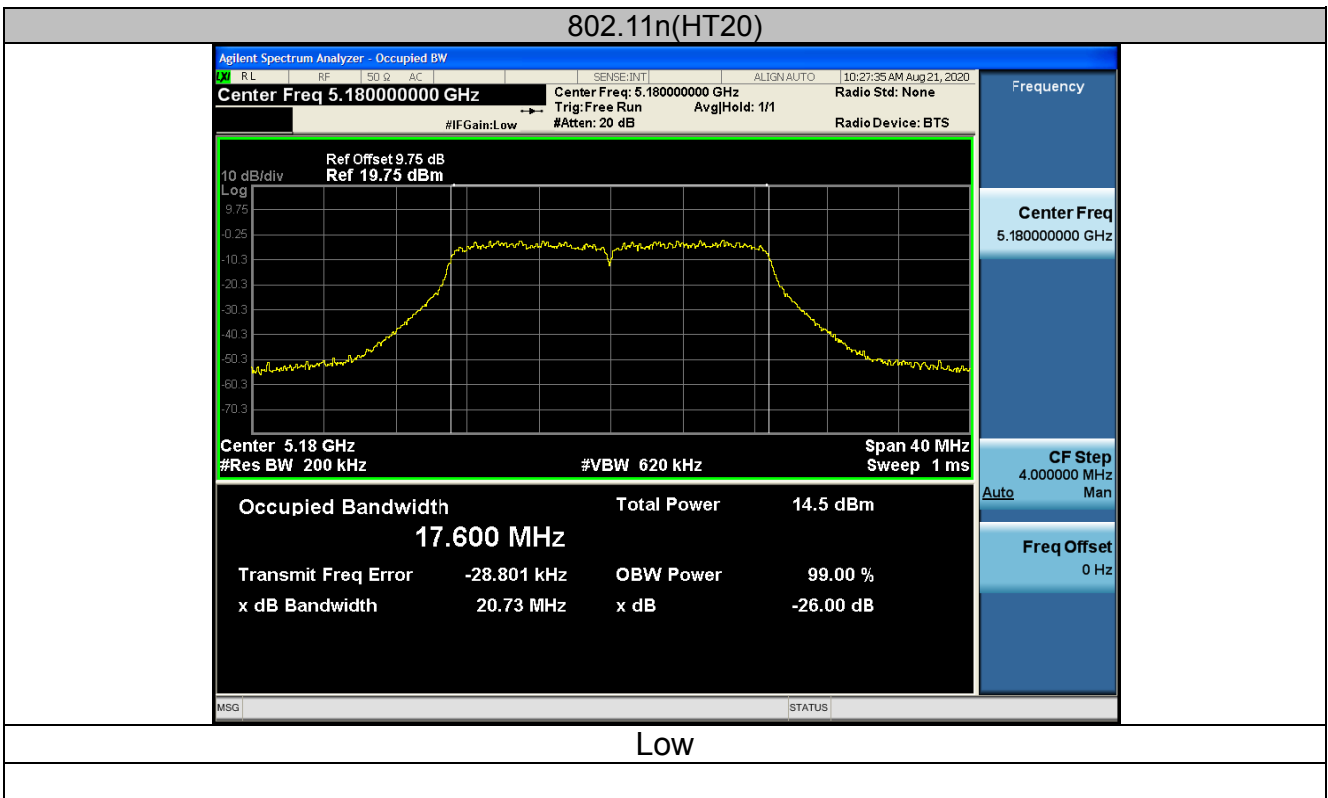 802.11n(HT20)
Agilent Spectrum Analyzer - Occupied BW
LXI RL RF 50 Ω AC SENSE:INT ALIGN AUTO 10:27:35 AM Aug 21, 2020
Center Freq 5.180000000 GHz
Center Freq: 5.180000000 GHz
Radio Std: None
Trig: Free Run Avg|Hold: 1/1
#IFGain:Low #Atten: 20 dB Radio Device: BTS
Frequency
Ref Offset 9.75 dB
10 dB/div Ref 19.75 dBm
Log
9.75
-0.25
-10.3
-20.3
-30.3
-40.3
-50.3
-60.3
-70.3
Center 5.18 GHz Span 40 MHz
#Res BW 200 kHz #VBW 620 kHz Sweep 1 ms
Center Freq
5.180000000 GHz
CF Step
4.000000 MHz
Auto Man
Freq Offset
0 Hz
Occupied Bandwidth Total Power 14.5 dBm
17.600 MHz
Transmit Freq Error -28.801 kHz OBW Power 99.00 %
x dB Bandwidth 20.73 MHz x dB -26.00 dB
MSG STATUS
Low